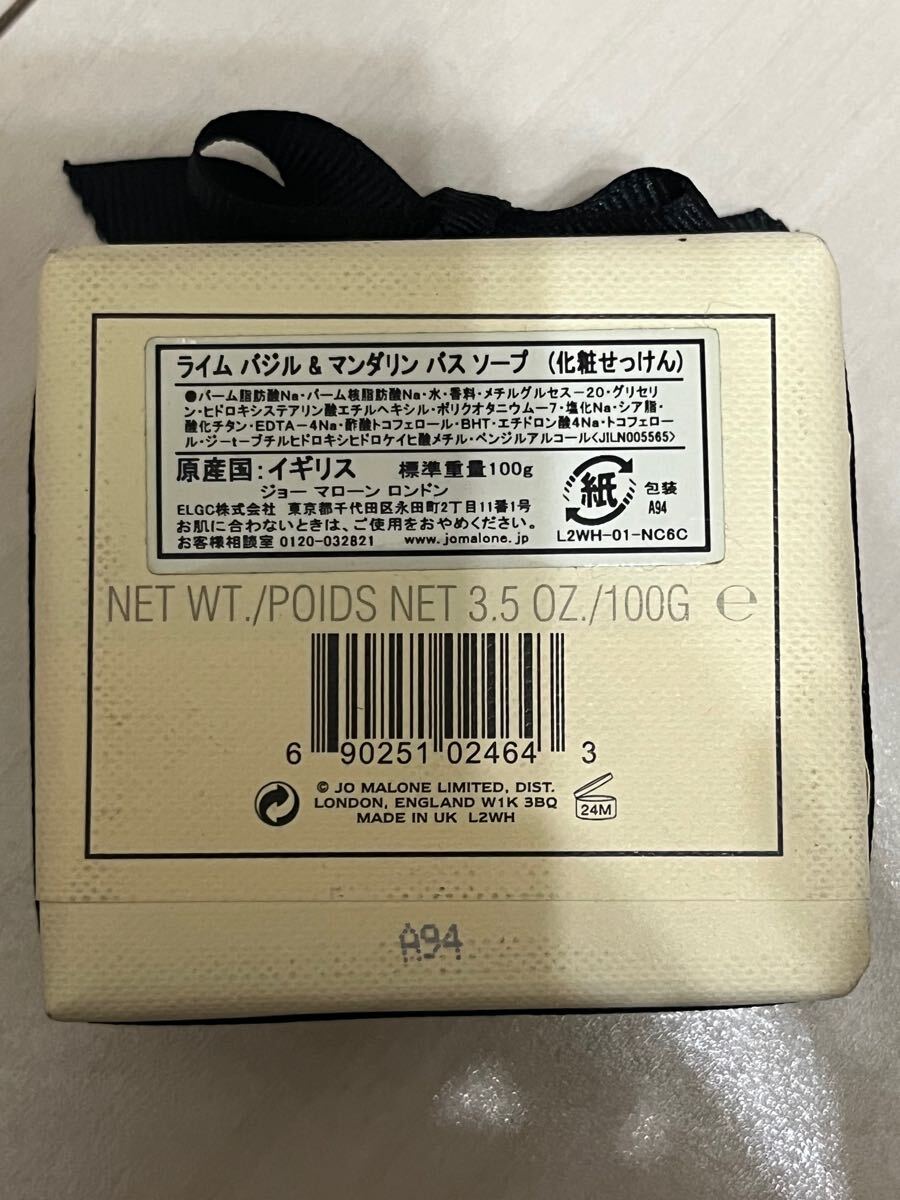 ライム バジル & マンダリン バス ソープ (化粧せっけん)
●パーム脂肪酸Na・パーム核脂肪酸Na・水・香料・メチルグルセス-20・グリセリ
ン・ヒドロキシステアリン酸エチルヘキシル・ポリクオタニウム-7・塩化Na・シア脂・
酸化チタン・EDTA-4Na・酢酸トコフェロール・BHT・エチドロン酸4Na・トコフェロー
ル・ジ-t-ブチルヒドロキシヒドロケイヒ酸メチル・ベンジルアルコール<JILN005565>
原産国:イギリス 標準重量100g
ジョー マローン ロンドン
ELGC株式会社 東京都千代田区永田町2丁目11番1号
お肌に合わないときは、ご使用をおやめください。
お客様相談室 0120-032821 www.jomalone.jp
紙 包装
A94
L2WH-01-NC6C
NET WT./POIDS NET 3.5 OZ./100G ℮
6 90251 02464 3
© JO MALONE LIMITED, DIST.
LONDON, ENGLAND W1K 3BQ
MADE IN UK L2WH
24M
A94